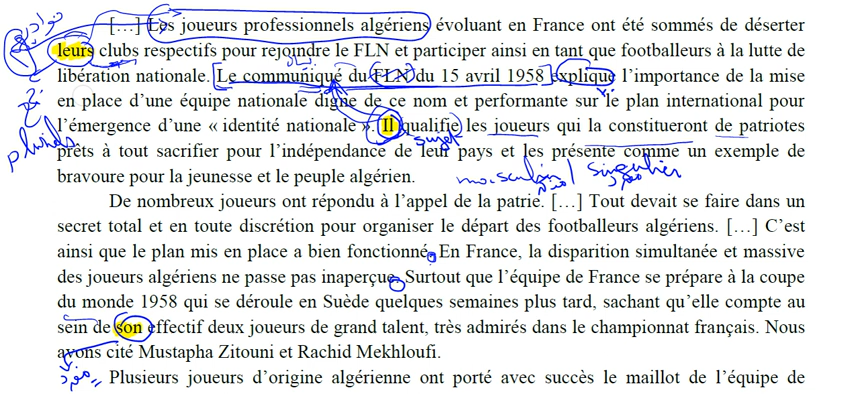 […] Les joueurs professionnels algériens évoluant en France ont été sommés de déserter
leurs clubs respectifs pour rejoindre le FLN et participer ainsi en tant que footballeurs à la lutte de
libération nationale. Le communiqué du FLN du 15 avril 1958 explique l'importance de la mise
en place d'une équipe nationale digne de ce nom et performante sur le plan international pour
l'émergence d'une « identité nationale ». Il qualifie les joueurs qui la constitueront de patriotes
pluriel
sujet
prêts à tout sacrifier pour l'indépendance de leur pays et les présente comme un exemple de
bravoure pour la jeunesse et le peuple algérien.
masculin / singulier
De nombreux joueurs ont répondu à l'appel de la patrie. […] Tout devait se faire dans un
secret total et en toute discrétion pour organiser le départ des footballeurs algériens. […] C'est
ainsi que le plan mis en place a bien fonctionné. En France, la disparition simultanée et massive
des joueurs algériens ne passe pas inaperçue. Surtout que l'équipe de France se prépare à la coupe
du monde 1958 qui se déroule en Suède quelques semaines plus tard, sachant qu'elle compte au
sein de son effectif deux joueurs de grand talent, très admirés dans le championnat français. Nous
avons cité Mustapha Zitouni et Rachid Mekhloufi.
Plusieurs joueurs d'origine algérienne ont porté avec succès le maillot de l'équipe de